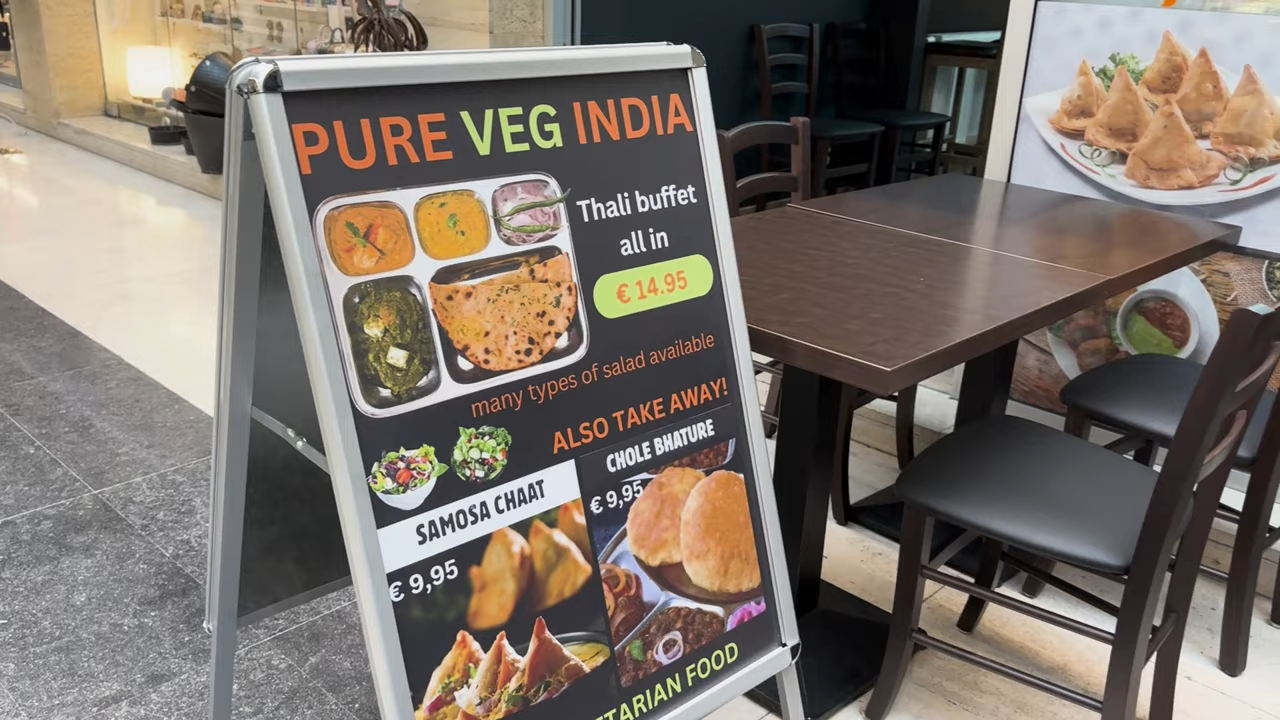 PURE VEG INDIA
Thali buffet
all in
€ 14.95
many types of salad available
ALSO TAKE AWAY!
SAMOSA CHAAT
€ 9,95
CHOLE BHATURE
€ 9,95
FOOD